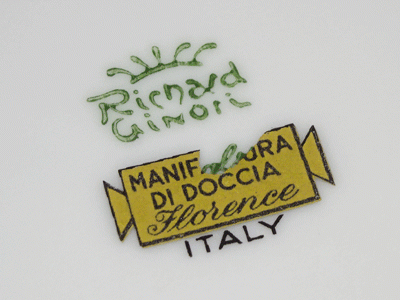 Richard
Ginori
MANIF URA
DI DOCCIA
Florence
ITALY